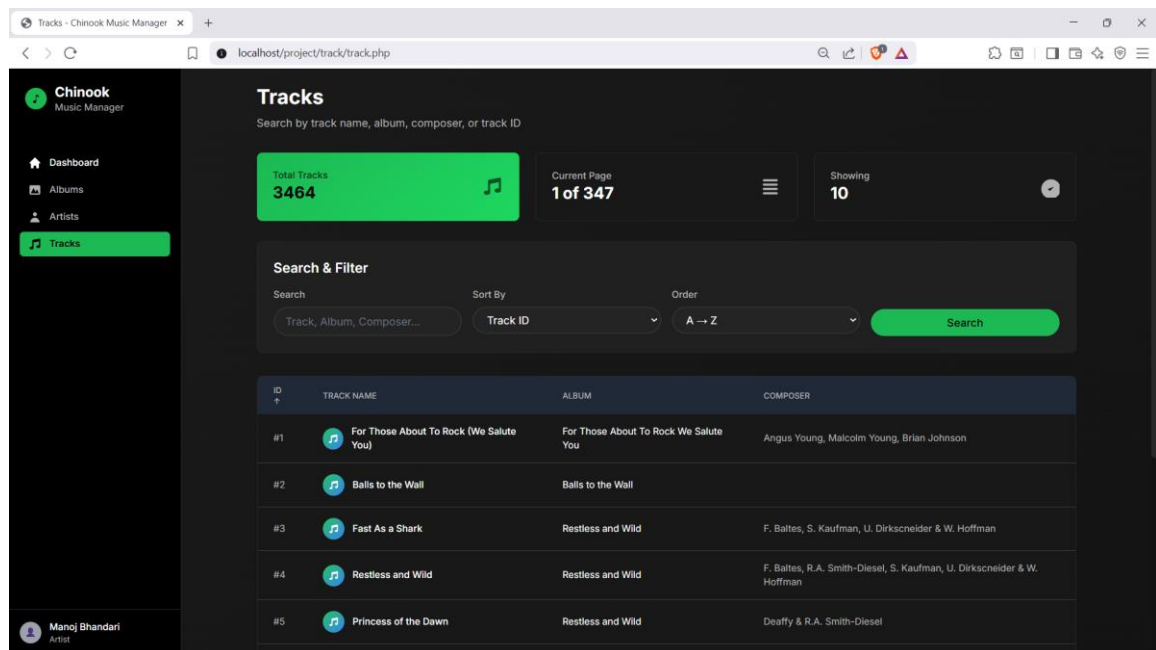 Tracks - Chinook Music Manager
localhost/project/track/track.php
Chinook
Music Manager
Dashboard
Albums
Artists
Tracks
Manoj Bhandari
Artist
Tracks
Search by track name, album, composer, or track ID
Total Tracks
3464
Current Page
1 of 347
Showing
10
Search & Filter
Search
Sort By
Order
Track, Album, Composer...
Track ID
A → Z
Search
ID ↑ TRACK NAME ALBUM COMPOSER
#1 For Those About To Rock (We Salute You) For Those About To Rock We Salute You Angus Young, Malcolm Young, Brian Johnson
#2 Balls to the Wall Balls to the Wall
#3 Fast As a Shark Restless and Wild F. Baltes, S. Kaufman, U. Dirkscneider & W. Hoffman
#4 Restless and Wild Restless and Wild F. Baltes, R.A. Smith-Diesel, S. Kaufman, U. Dirkscneider & W. Hoffman
#5 Princess of the Dawn Restless and Wild Deaffy & R.A. Smith-Diesel